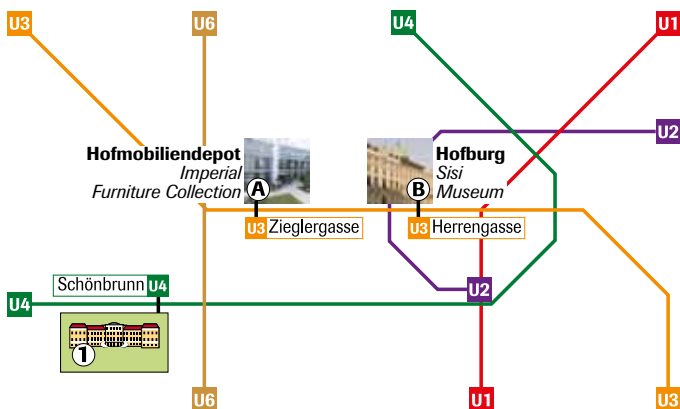 U3
U6
U4
U1
U2
Hofmobiliendepot
Imperial
Furniture Collection
A
Hofburg
Sisi
Museum
B
U3 Zieglergasse
U3 Herrengasse
Schönbrunn U4
U4
U2
1
U6
U1
U3